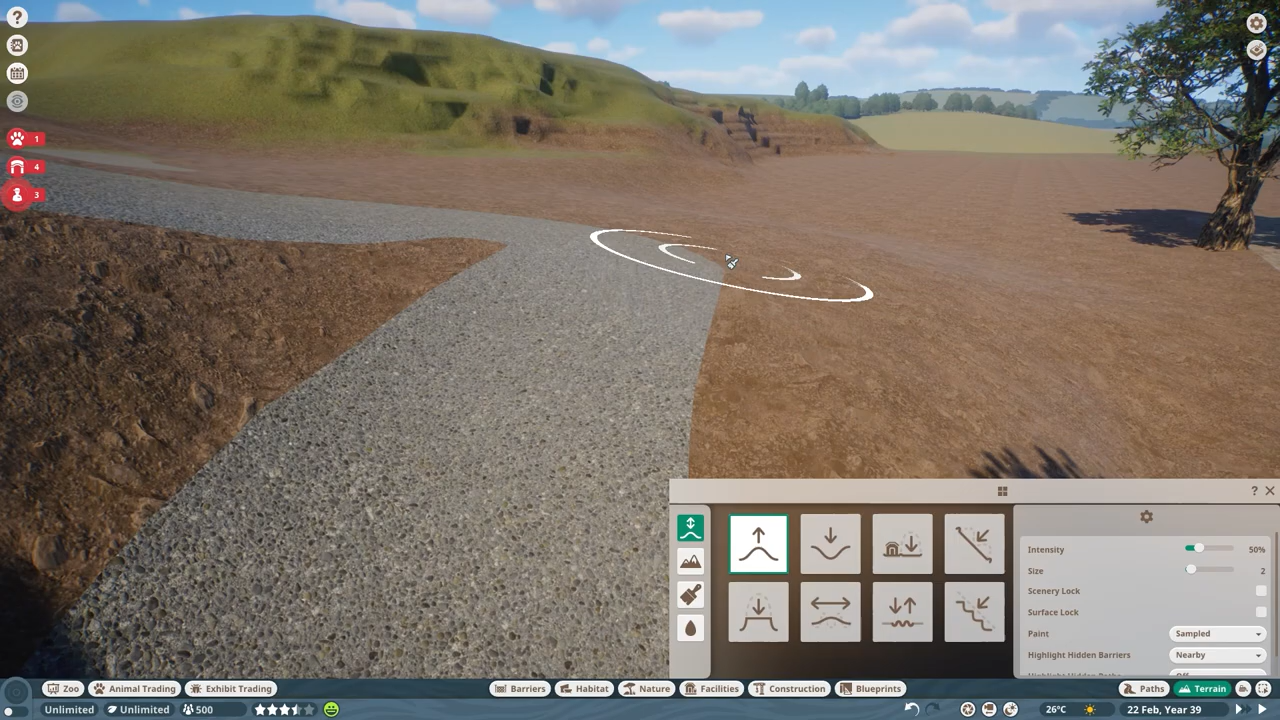 ?
1
4
3
?
Intensity 50%
Size 2
Scenery Lock
Surface Lock
Paint Sampled
Highlight Hidden Barriers Nearby
Zoo Animal Trading Exhibit Trading Barriers Habitat Nature Facilities Construction Blueprints Paths Terrain
Unlimited Unlimited 500 26°C 22 Feb, Year 39